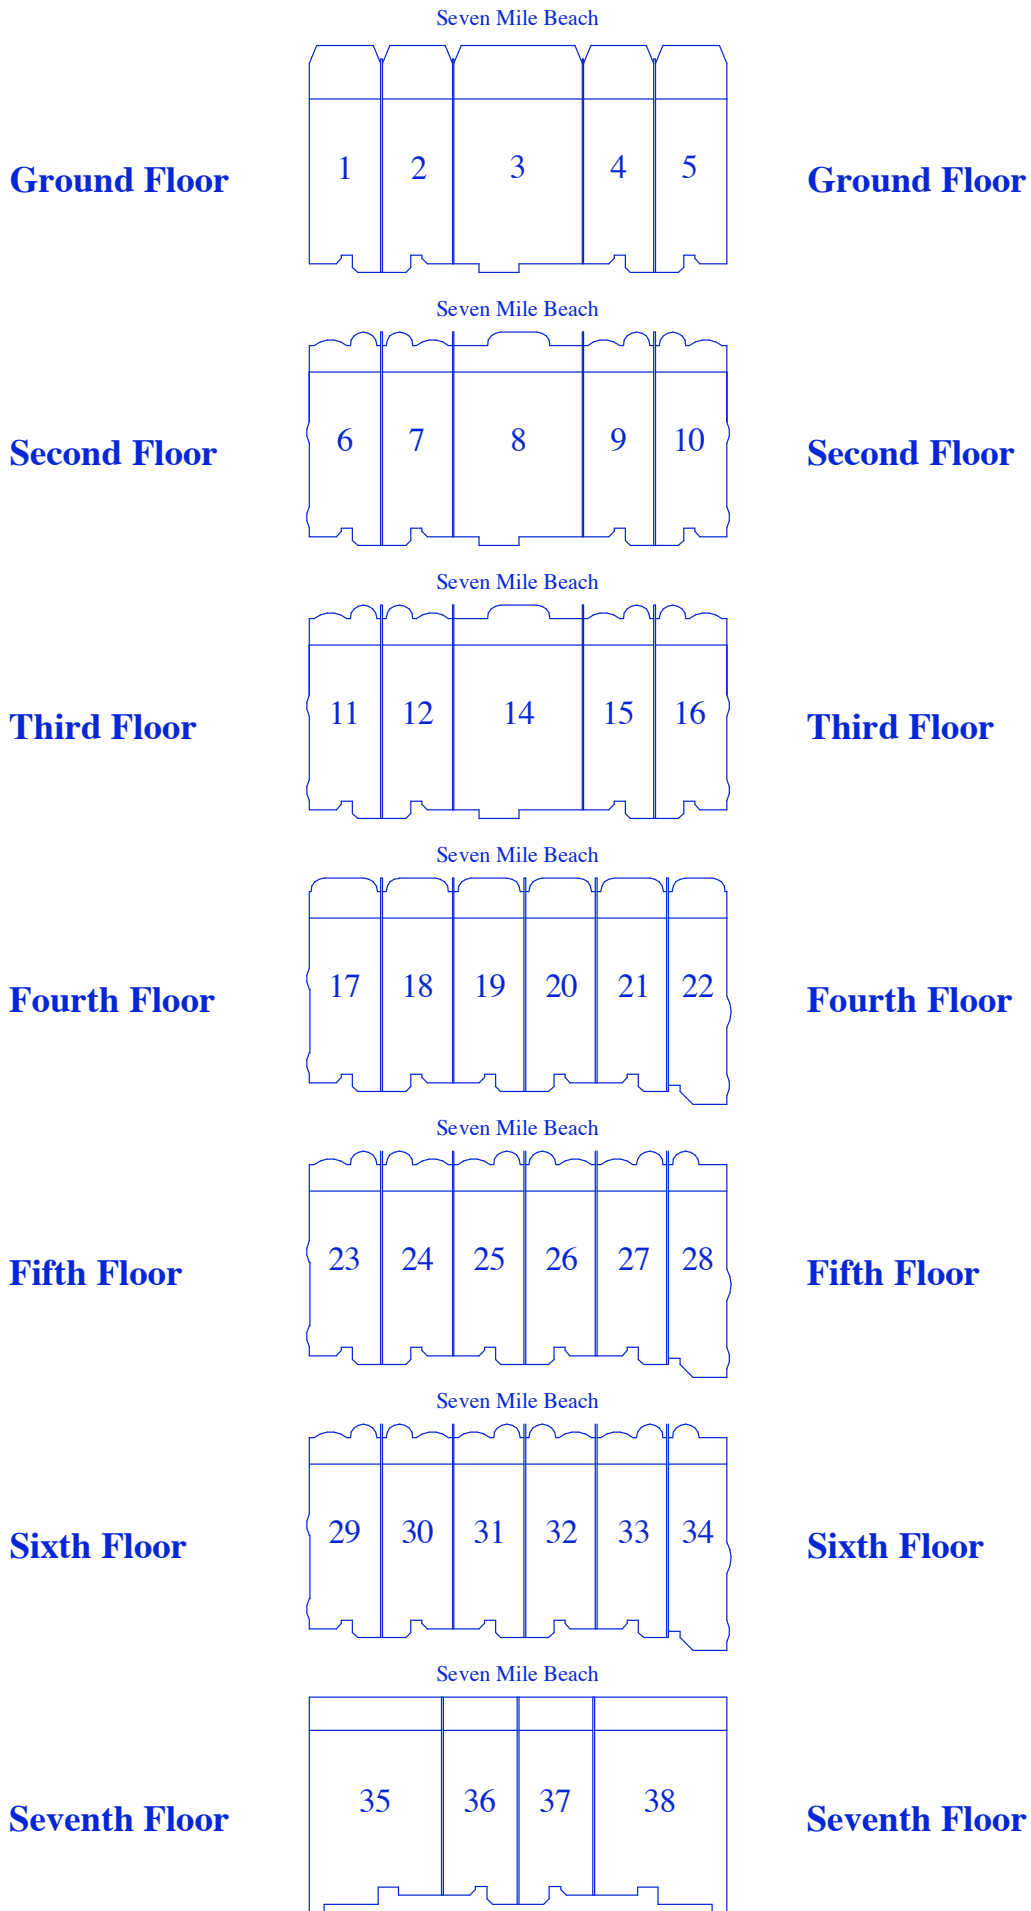 Seven Mile Beach
1 2 3 4 5
Ground Floor Ground Floor
Seven Mile Beach
6 7 8 9 10
Second Floor Second Floor
Seven Mile Beach
11 12 14 15 16
Third Floor Third Floor
Seven Mile Beach
17 18 19 20 21 22
Fourth Floor Fourth Floor
Seven Mile Beach
23 24 25 26 27 28
Fifth Floor Fifth Floor
Seven Mile Beach
29 30 31 32 33 34
Sixth Floor Sixth Floor
Seven Mile Beach
35 36 37 38
Seventh Floor Seventh Floor